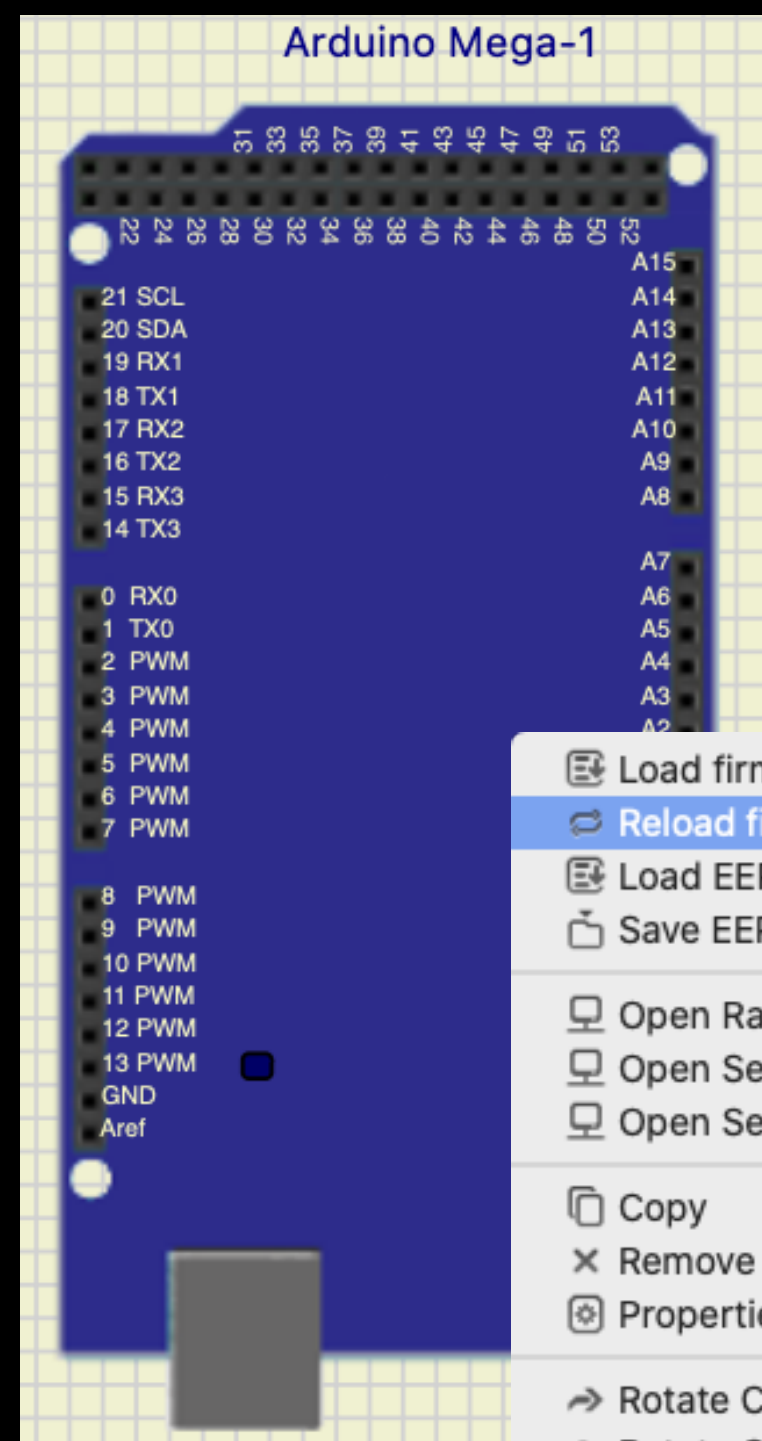 Arduino Mega-1
31 33 35 37 39 41 43 45 47 49 51 53
22 24 26 28 30 32 34 36 38 40 42 44 46 48 50 52
A15
21 SCL A14
20 SDA A13
19 RX1 A12
18 TX1 A11
17 RX2 A10
16 TX2 A9
15 RX3 A8
14 TX3
A7
0 RX0 A6
1 TX0 A5
2 PWM A4
3 PWM A3
4 PWM A2
5 PWM
6 PWM
7 PWM
8 PWM
9 PWM
10 PWM
11 PWM
12 PWM
13 PWM
GND
Aref
Load
Reload
Load
Save
Open
Open
Open
Copy
Remove
Rotate